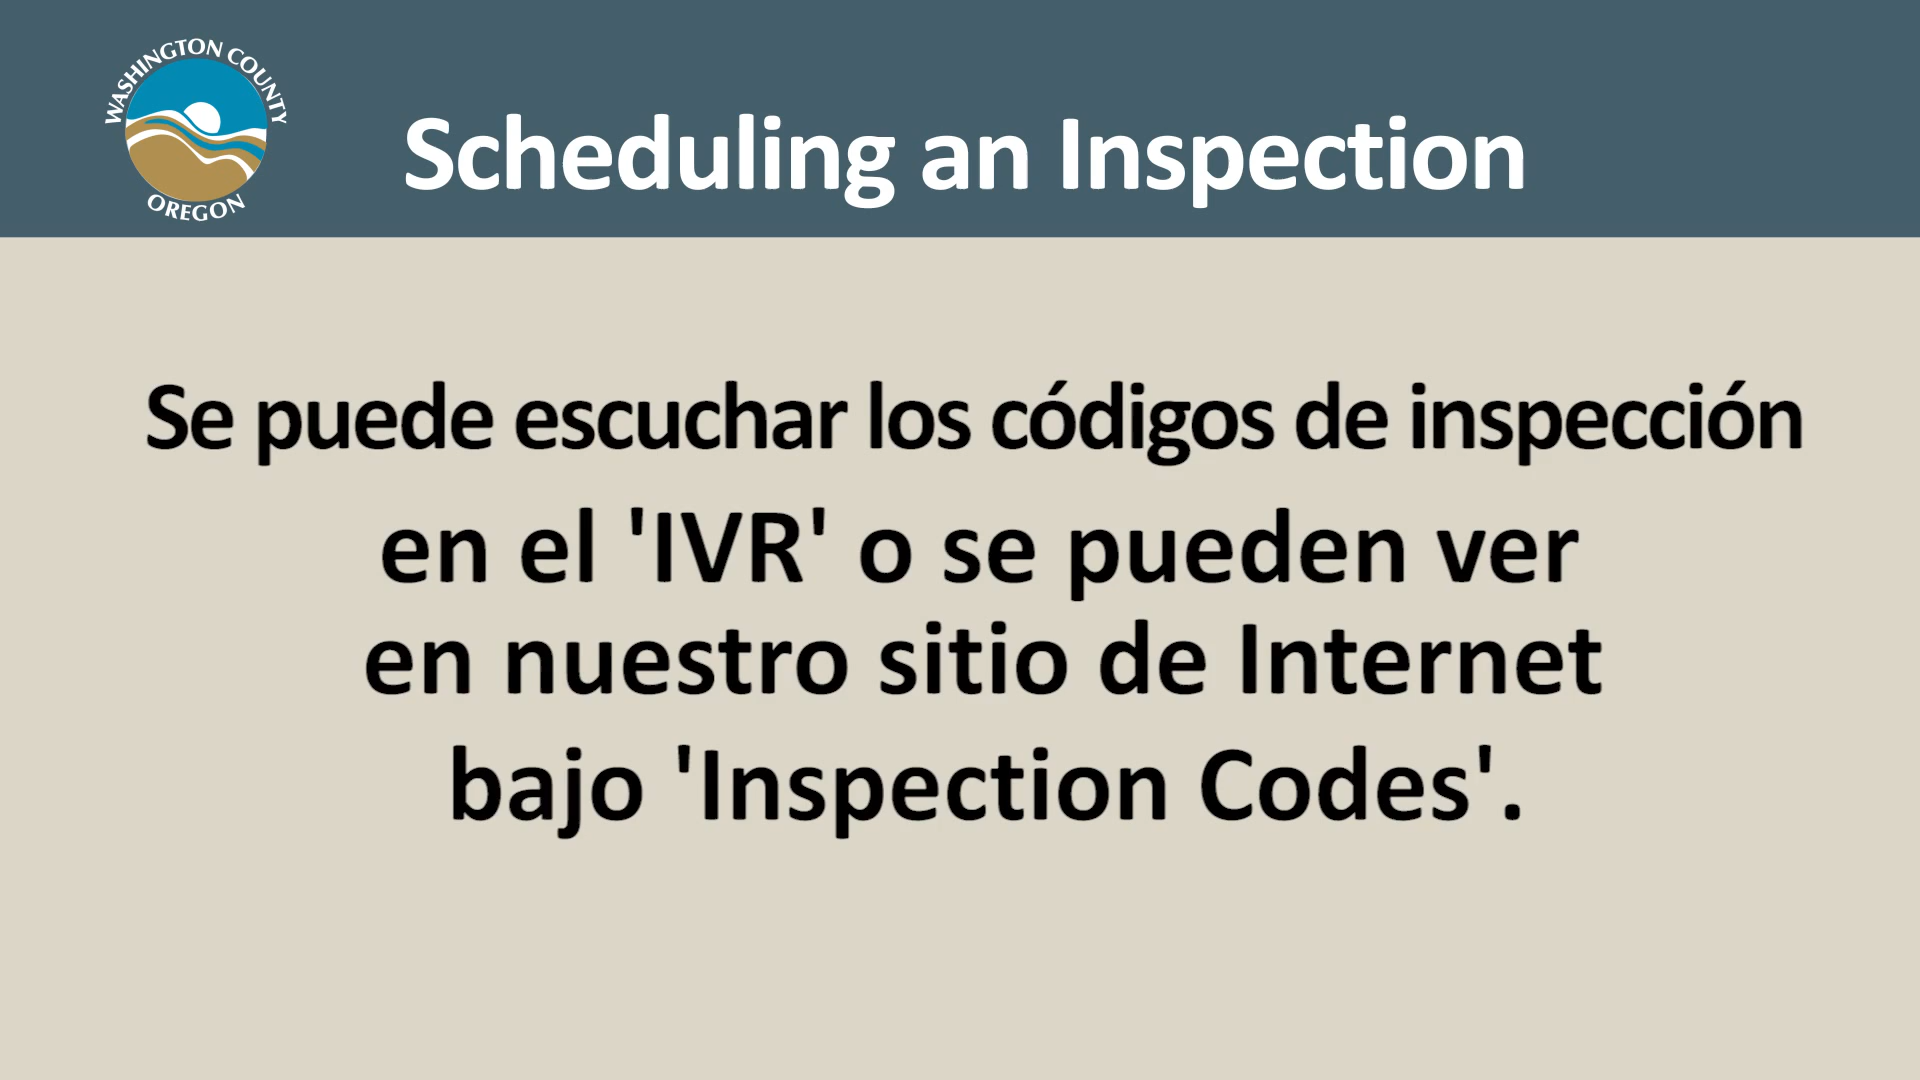 WASHINGTON COUNTY
OREGON
Scheduling an Inspection
Se puede escuchar los códigos de inspección
en el 'IVR' o se pueden ver
en nuestro sitio de Internet
bajo 'Inspection Codes'.